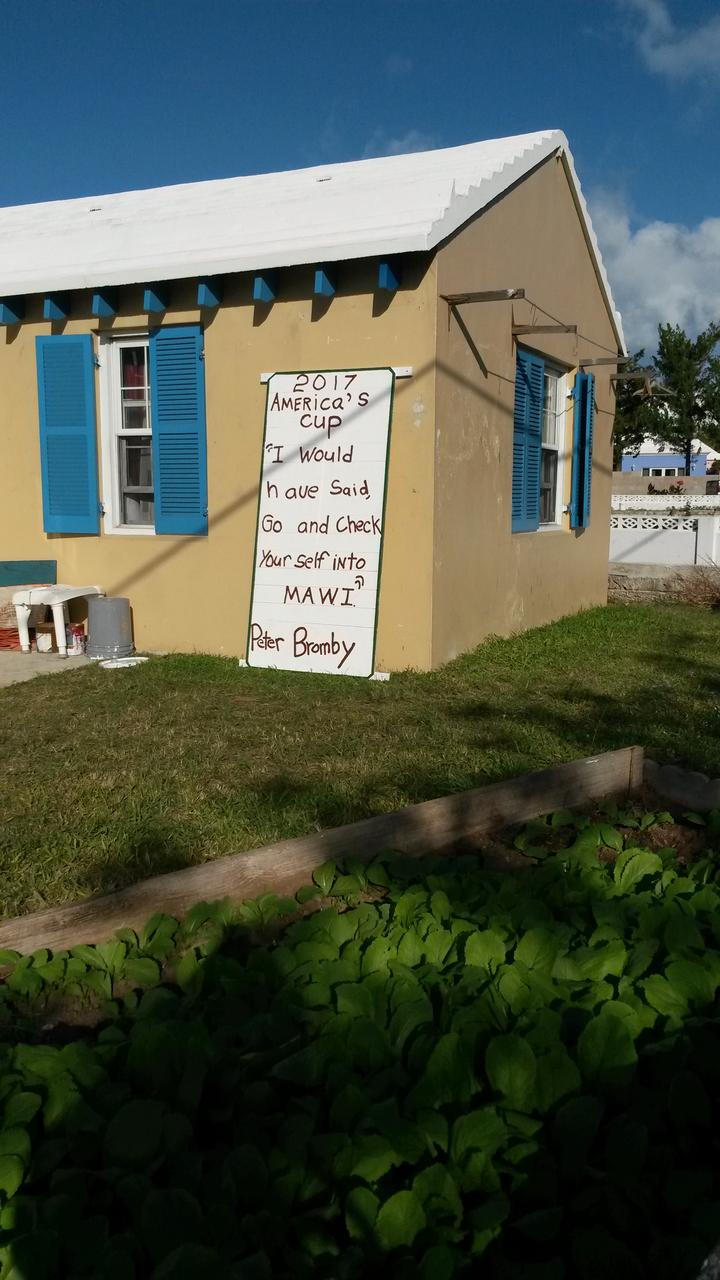 2017
AMERICA'S
CUP
"I Would
have Said,
Go and Check
Your self into
MAWI."
Peter Bromby